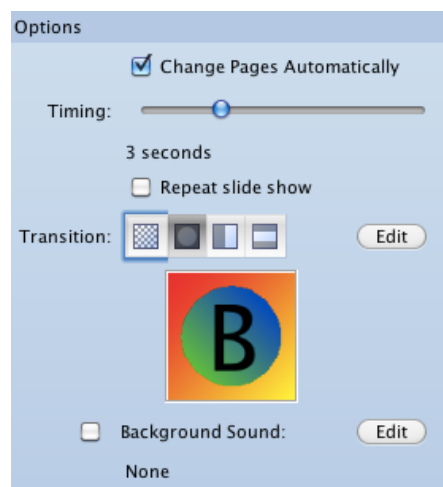 Options
Change Pages Automatically
Timing:
3 seconds
Repeat slide show
Transition: Edit
B
Background Sound: Edit
None